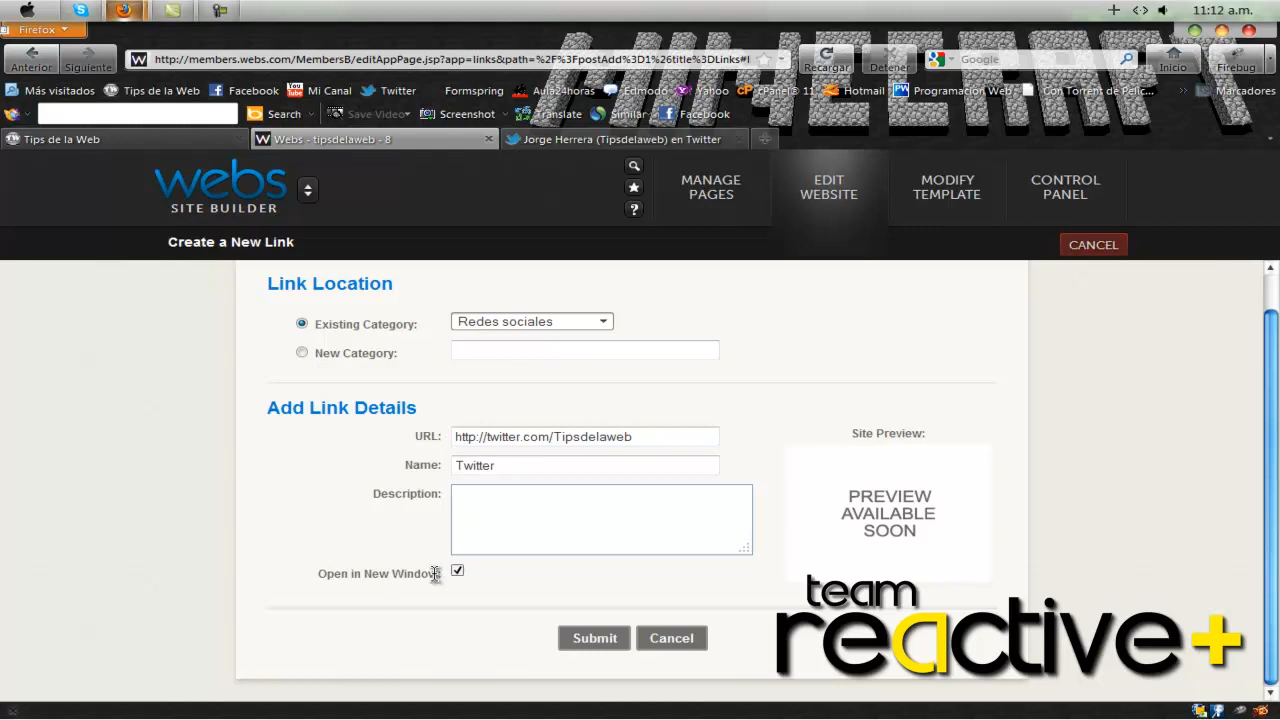 11:12 a.m.
Firefox
MINECRAFT
Anterior
Siguiente
http://members.webs.com/MembersB/editAppPage.jsp?app=links&path=%2F%3FpostAdd%3D1%26title%3DLinks#l
Recargar
Detener
Google
Inicio
Firebug
Más visitados
Tips de la Web
Facebook
Mi Canal
Twitter
Formspring
Aula24horas
Edmodo
Yahoo
cPanel® 11
Hotmail
Programación Web
Con Torrent de Pelic...
Marcadores
Search
Save Video
Screenshot
Translate
Similar
Facebook
Tips de la Web
Webs - tipsdelaweb - 8
Jorge Herrera (Tipsdelaweb) en Twitter
webs
SITE BUILDER
?
MANAGE
PAGES
EDIT
WEBSITE
MODIFY
TEMPLATE
CONTROL
PANEL
Create a New Link
CANCEL
Link Location
Existing Category:
Redes sociales
New Category:
Add Link Details
URL:
http://twitter.com/Tipsdelaweb
Site Preview:
Name:
Twitter
Description:
PREVIEW
AVAILABLE
SOON
Open in New Window:
Submit
Cancel
team
reactive+